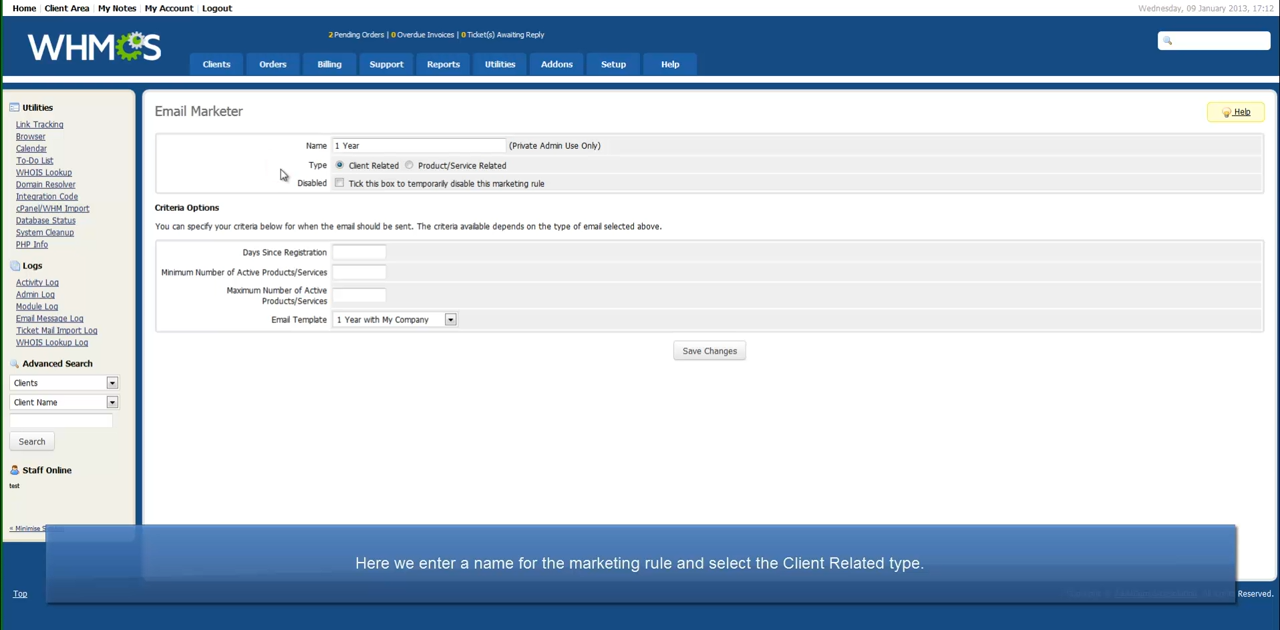 Home Client Area My Notes My Account Logout
Wednesday, 09 January 2013, 17:12
WHMCS
2 Pending Orders | 0 Overdue Invoices | 0 Ticket(s) Awaiting Reply
Clients Orders Billing Support Reports Utilities Addons Setup Help
Utilities
Link Tracking
Browser
Calendar
To-Do List
WHOIS Lookup
Domain Resolver
Integration Code
cPanel/WHM Import
Database Status
System Cleanup
PHP Info
Logs
Activity Log
Admin Log
Module Log
Email Message Log
Ticket Mail Import Log
WHOIS Lookup Log
Advanced Search
Clients
Client Name
Search
Staff Online
test
« Minimise
Email Marketer
Help
Name 1 Year (Private Admin Use Only)
Type Client Related Product/Service Related
Disabled Tick this box to temporarily disable this marketing rule
Criteria Options
You can specify your criteria below for when the email should be sent. The criteria available depends on the type of email selected above.
Days Since Registration
Minimum Number of Active Products/Services
Maximum Number of Active
Products/Services
Email Template 1 Year with My Company
Save Changes
Here we enter a name for the marketing rule and select the Client Related type.
Top
Reserved.